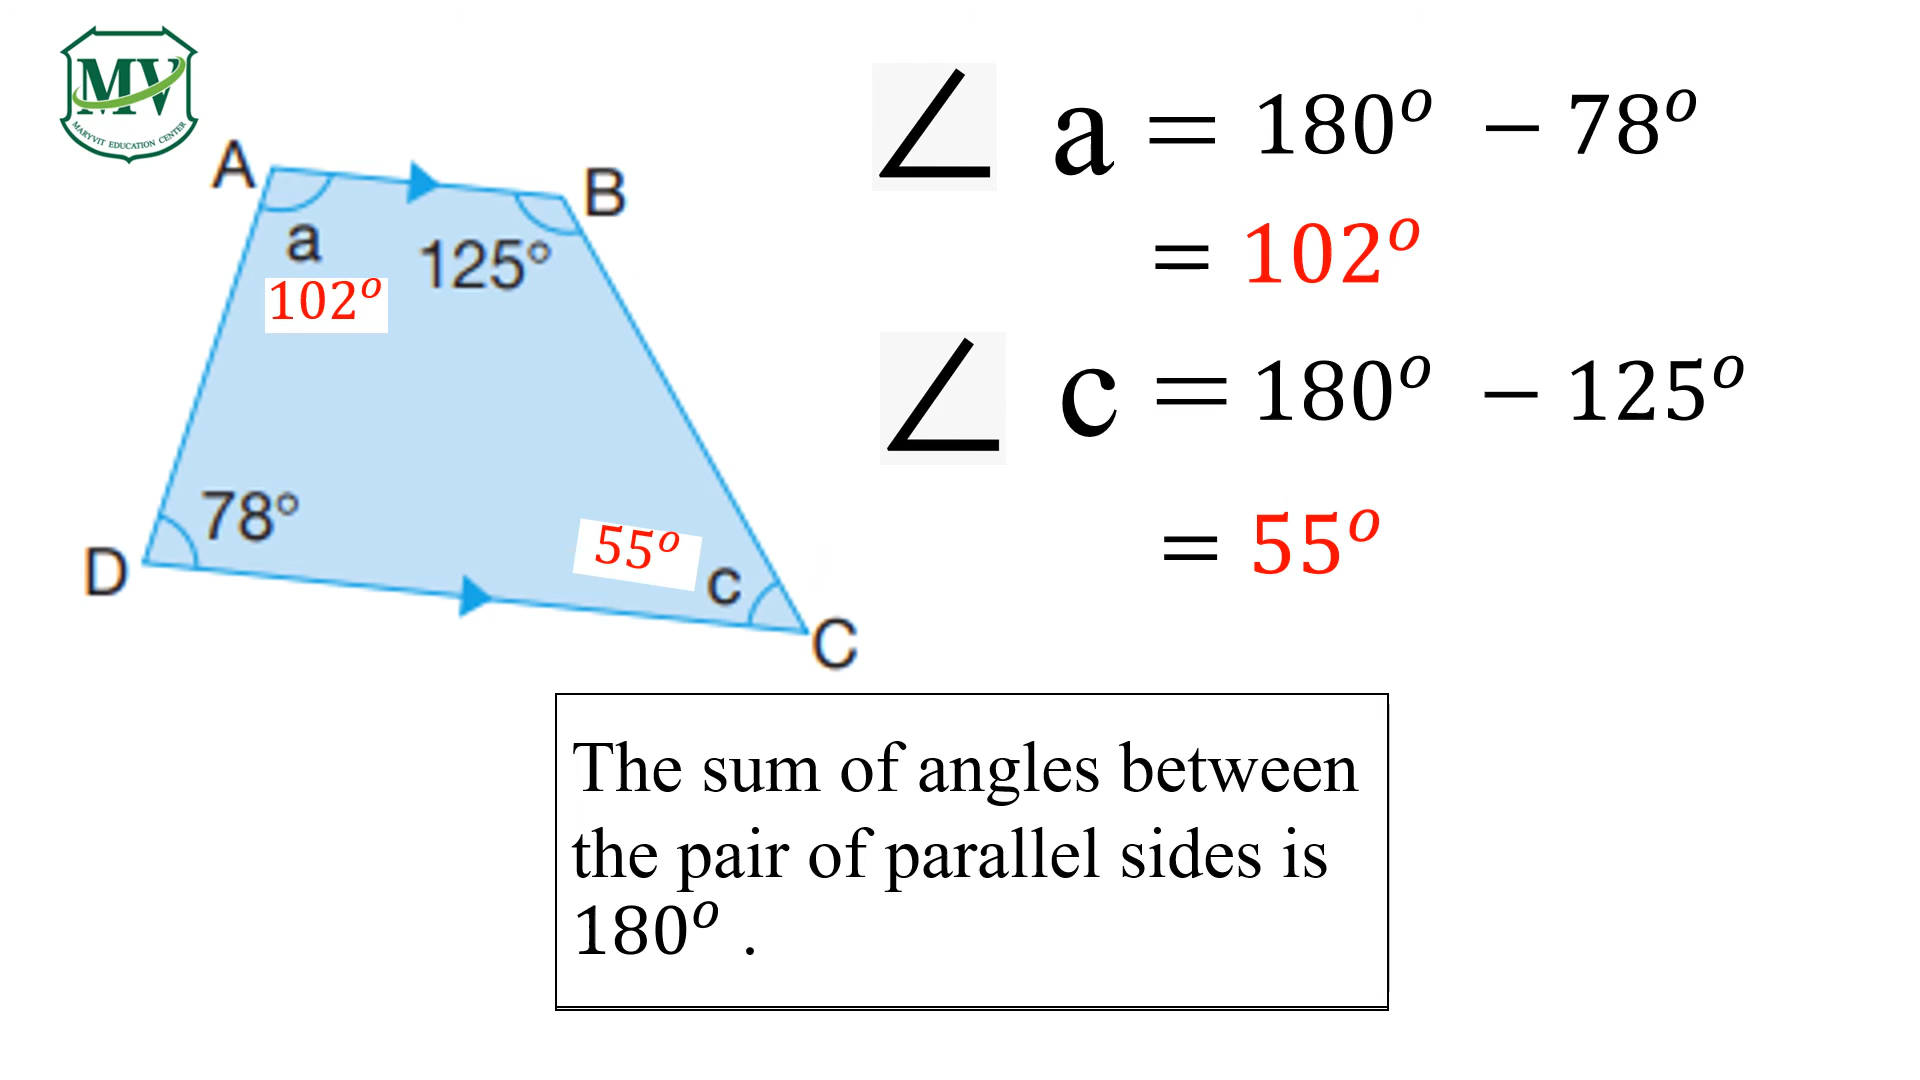 MV
MARYVIT EDUCATION CENTER
A
B
a
125°
102°
78°
55°
c
D
C
∠ a = 180° − 78°
= 102°
∠ c = 180° − 125°
= 55°
The sum of angles between
the pair of parallel sides is
180° .